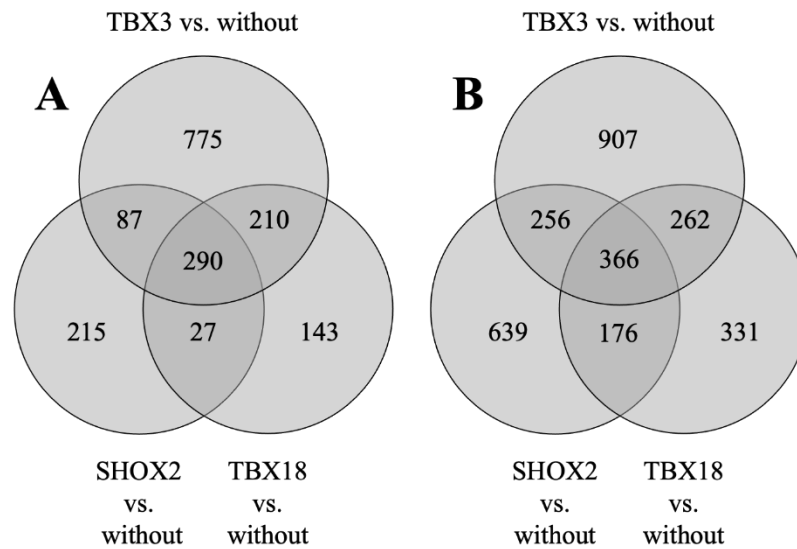 TBX3 vs. without
A
775
87
210
290
215
27
143
SHOX2
vs.
without
TBX18
vs.
without
TBX3 vs. without
B
907
256
262
366
639
176
331
SHOX2
vs.
without
TBX18
vs.
without